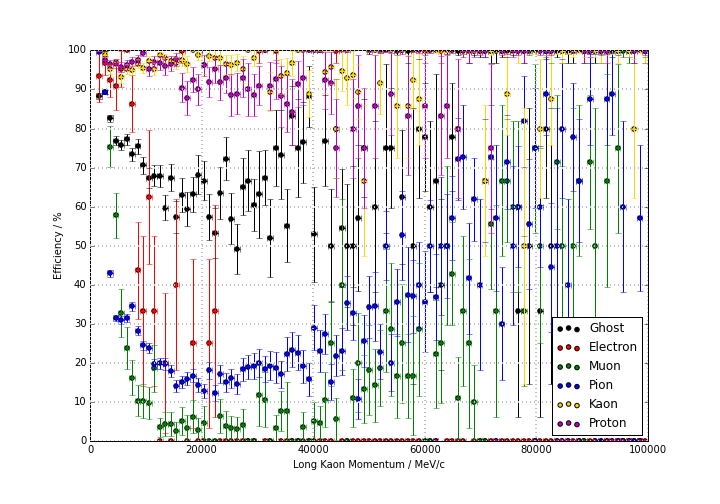 100
90
80
70
60
50
40
30
20
10
0
Efficiency / %
Ghost
Electron
Muon
Pion
Kaon
Proton
0 20000 40000 60000 80000 100000
Long Kaon Momentum / MeV/c